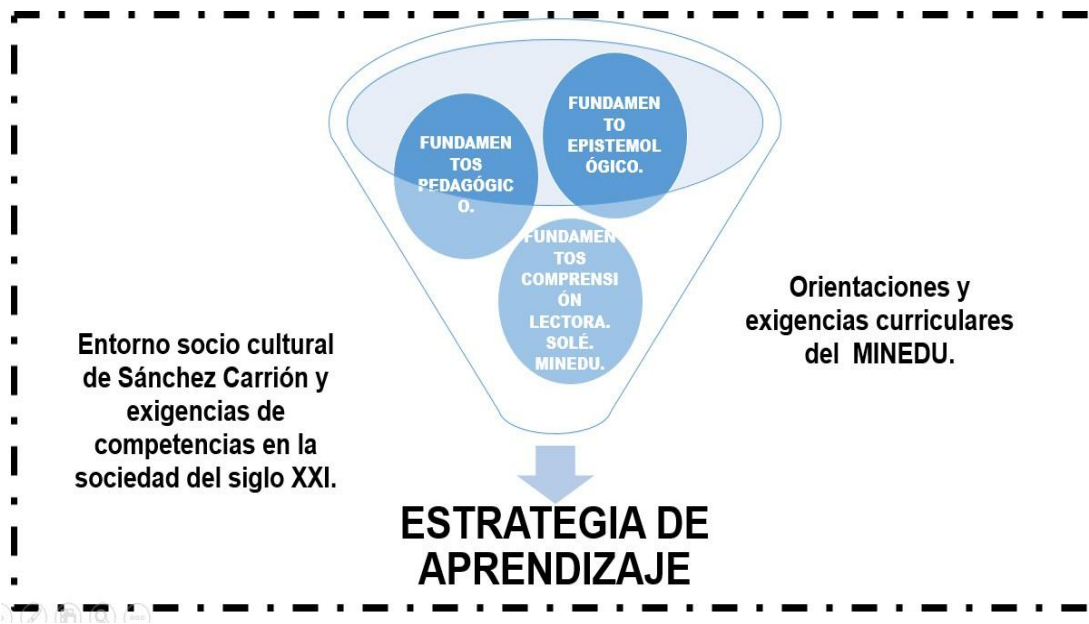 FUNDAMEN
TO
EPISTEMOL
ÓGICO.
FUNDAMEN
TOS
PEDAGÓGIC
O.
FUNDAMEN
TOS
COMPRENSI
ÓN
LECTORA.
SOLÉ.
MINEDU.
Entorno socio cultural
de Sánchez Carrión y
exigencias de
competencias en la
sociedad del siglo XXI.
Orientaciones y
exigencias curriculares
del MINEDU.
ESTRATEGIA DE
APRENDIZAJE